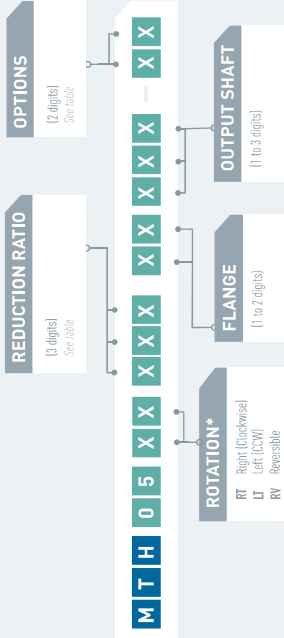 REDUCTION RATIO
(3 digits)
See table
OPTIONS
(2 digits)
See table
M T H 0 5 X X X X X X X X X X — X X
ROTATION*
RT Right (Clockwise)
LT Left (CCW)
RV Reversible
FLANGE
(1 to 2 digits)
OUTPUT SHAFT
(1 to 3 digits)